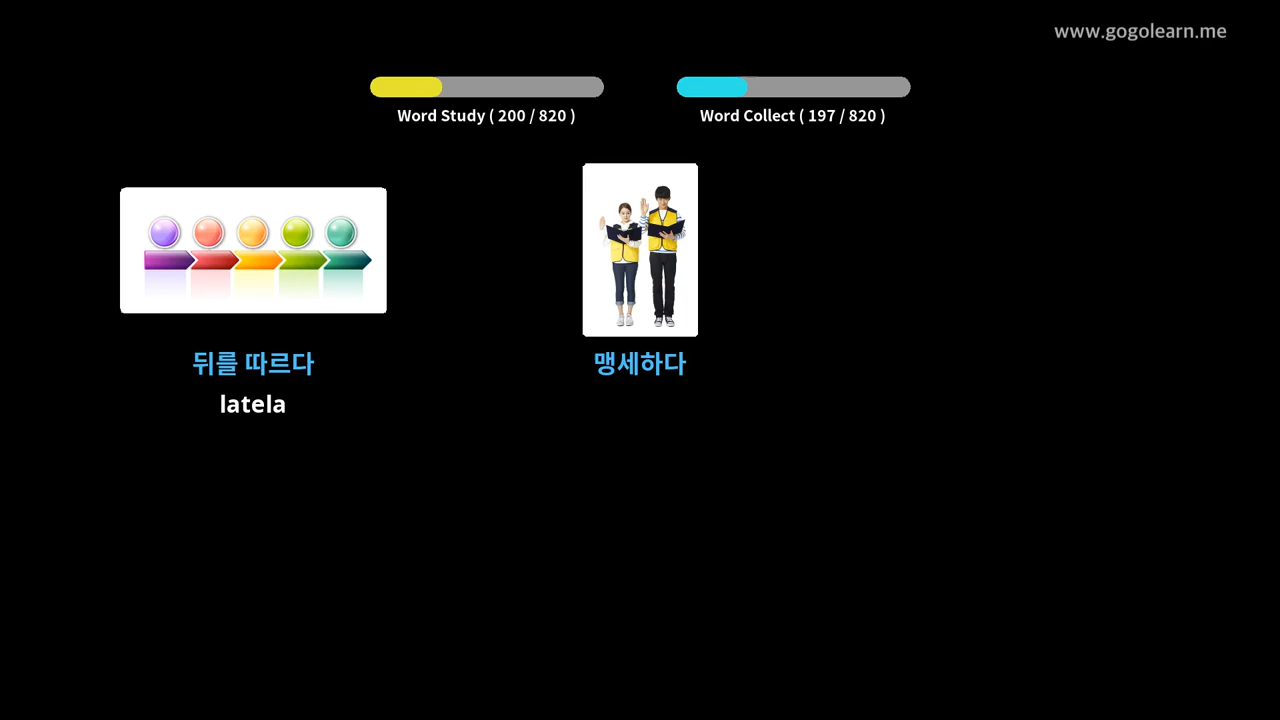 www.gogolearn.me
Word Study ( 200 / 820 )
Word Collect ( 197 / 820 )
뒤를 따르다
latela
맹세하다